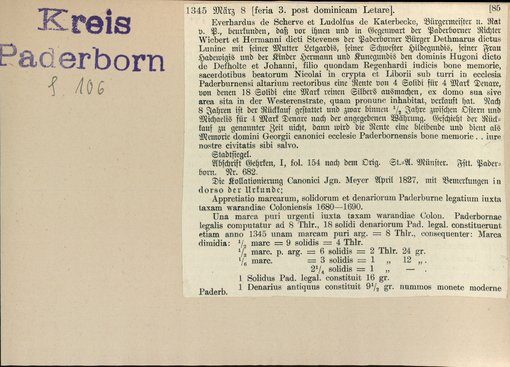 Kreis
Paderborn
S 106
1345 März 8 [feria 3. post dominicam Letare]. [85
Everhardus de Scherve et Ludolfus de Katerbecke, Bürgermeister u. Rat
v. P., beurkunden, daß vor ihnen und in Gegenwart der Paderborner Richter
Wiebert et Hermanni dicti Stevener der Paderborner Bürger Dethmarus dictus
Lunine mit seiner Mutter Letgardis, seiner Schwester Hildegundis, seiner Frau
Hadewigis und der Kinder Hermann und Kunegundis den dominis Hugoni dicto
de Defholte et Johanni, filio quondam Regenhardi iudicis bone memorie,
sacerdotibus beatorum Nicolai in crypta et Liborii sub turri in ecclesia
Paderburnensi altarium rectoribus eine Rente von 4 Solidi für 4 Mark Denare,
von denen 18 Solidi eine Mark reinen Silbers ausmachen, ex domo sua sive
area sita in der Westerenstrate, quam pronunc inhabitat, verkauft hat. Nach
8 Jahren ist der Rückkauf gestattet und zwar binnen 1/2 Jahre zwischen Ostern und
Michaelis für 4 Mark Denare nach der angegebenen Währung. Geschieht der Rück-
kauf zu genannter Zeit nicht, dann wird die Rente eine bleibende und dient als
Memorie domini Georgii canonici ecclesie Paderbornensis bone memorie . . iure
nostre civitatis sibi salvo.
Stadtsiegel.
Abschrift Gehrken, I, fol. 154 nach dem Orig. St.-A. Münster. Fstt. Pader-
born. Nr. 682.
Die Kollationierung Canonici Jgn. Meyer April 1827, mit Bemerkungen in
dorso der Urkunde;
Appretiatio marcarum, solidorum et denariorum Paderburne legatium iuxta
taxam warandiae Coloniensis 1680—1690.
Una marca puri urgenti iuxta taxam warandiae Colon. Paderbornae
legalis computatur ad 8 Thlr., 18 solidi denariorum Pad. legal. constituerunt
etiam anno 1345 unam marcam puri arg. = 8 Thlr., consequenter: Marca
dimidia: 1/2 marc = 9 solidis = 4 Thlr.
1/3 marc. p. arg. = 6 solidis = 2 Thlr. 24 gr.
1/6 marc. = 3 solidis = 1 „ 12 „.
2 1/4 solidis = 1 „ — .
1 Solidus Pad. legal. constituit 16 gr.
1 Denarius antiquus constituit 9 1/2 gr. nummos monete moderne
Paderb.